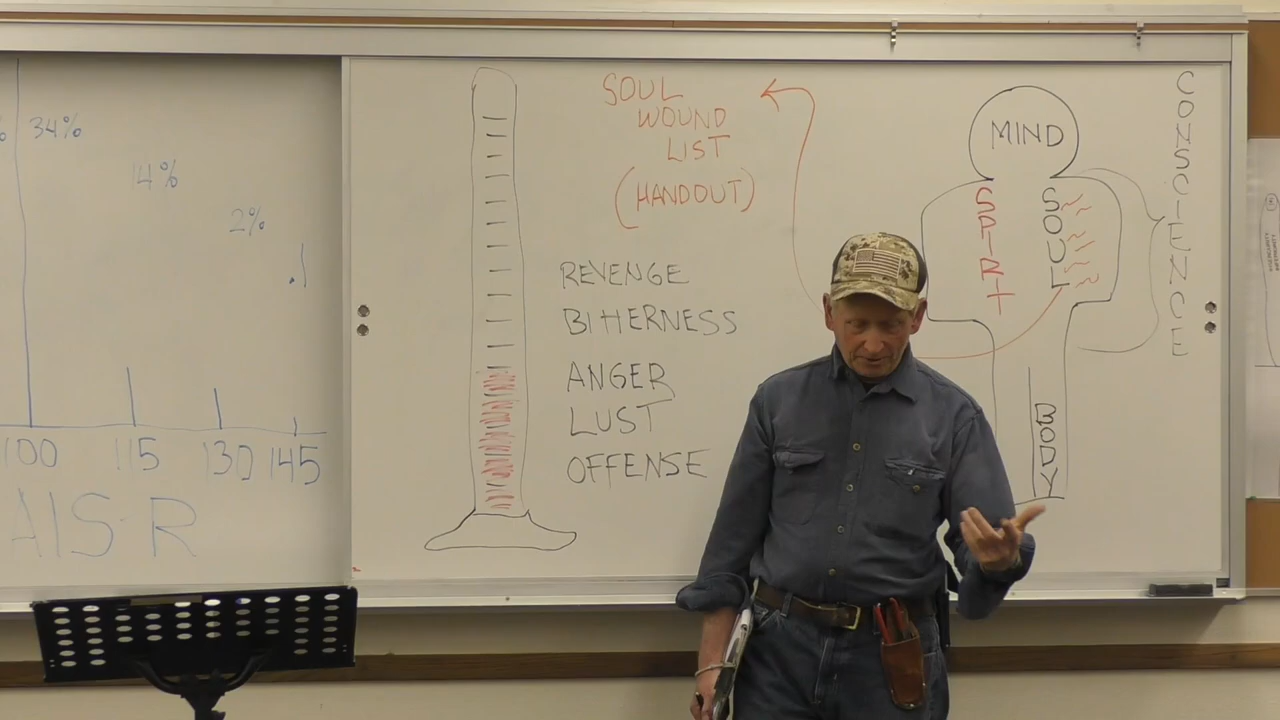 34%
14%
2%
.1
100
115
130
145
AIS-R
SOUL
WOUND
LIST
(HANDOUT)
REVENGE
BITTERNESS
ANGER
LUST
OFFENSE
MIND
SPIRIT
SOUL
BODY
CONSCIENCE